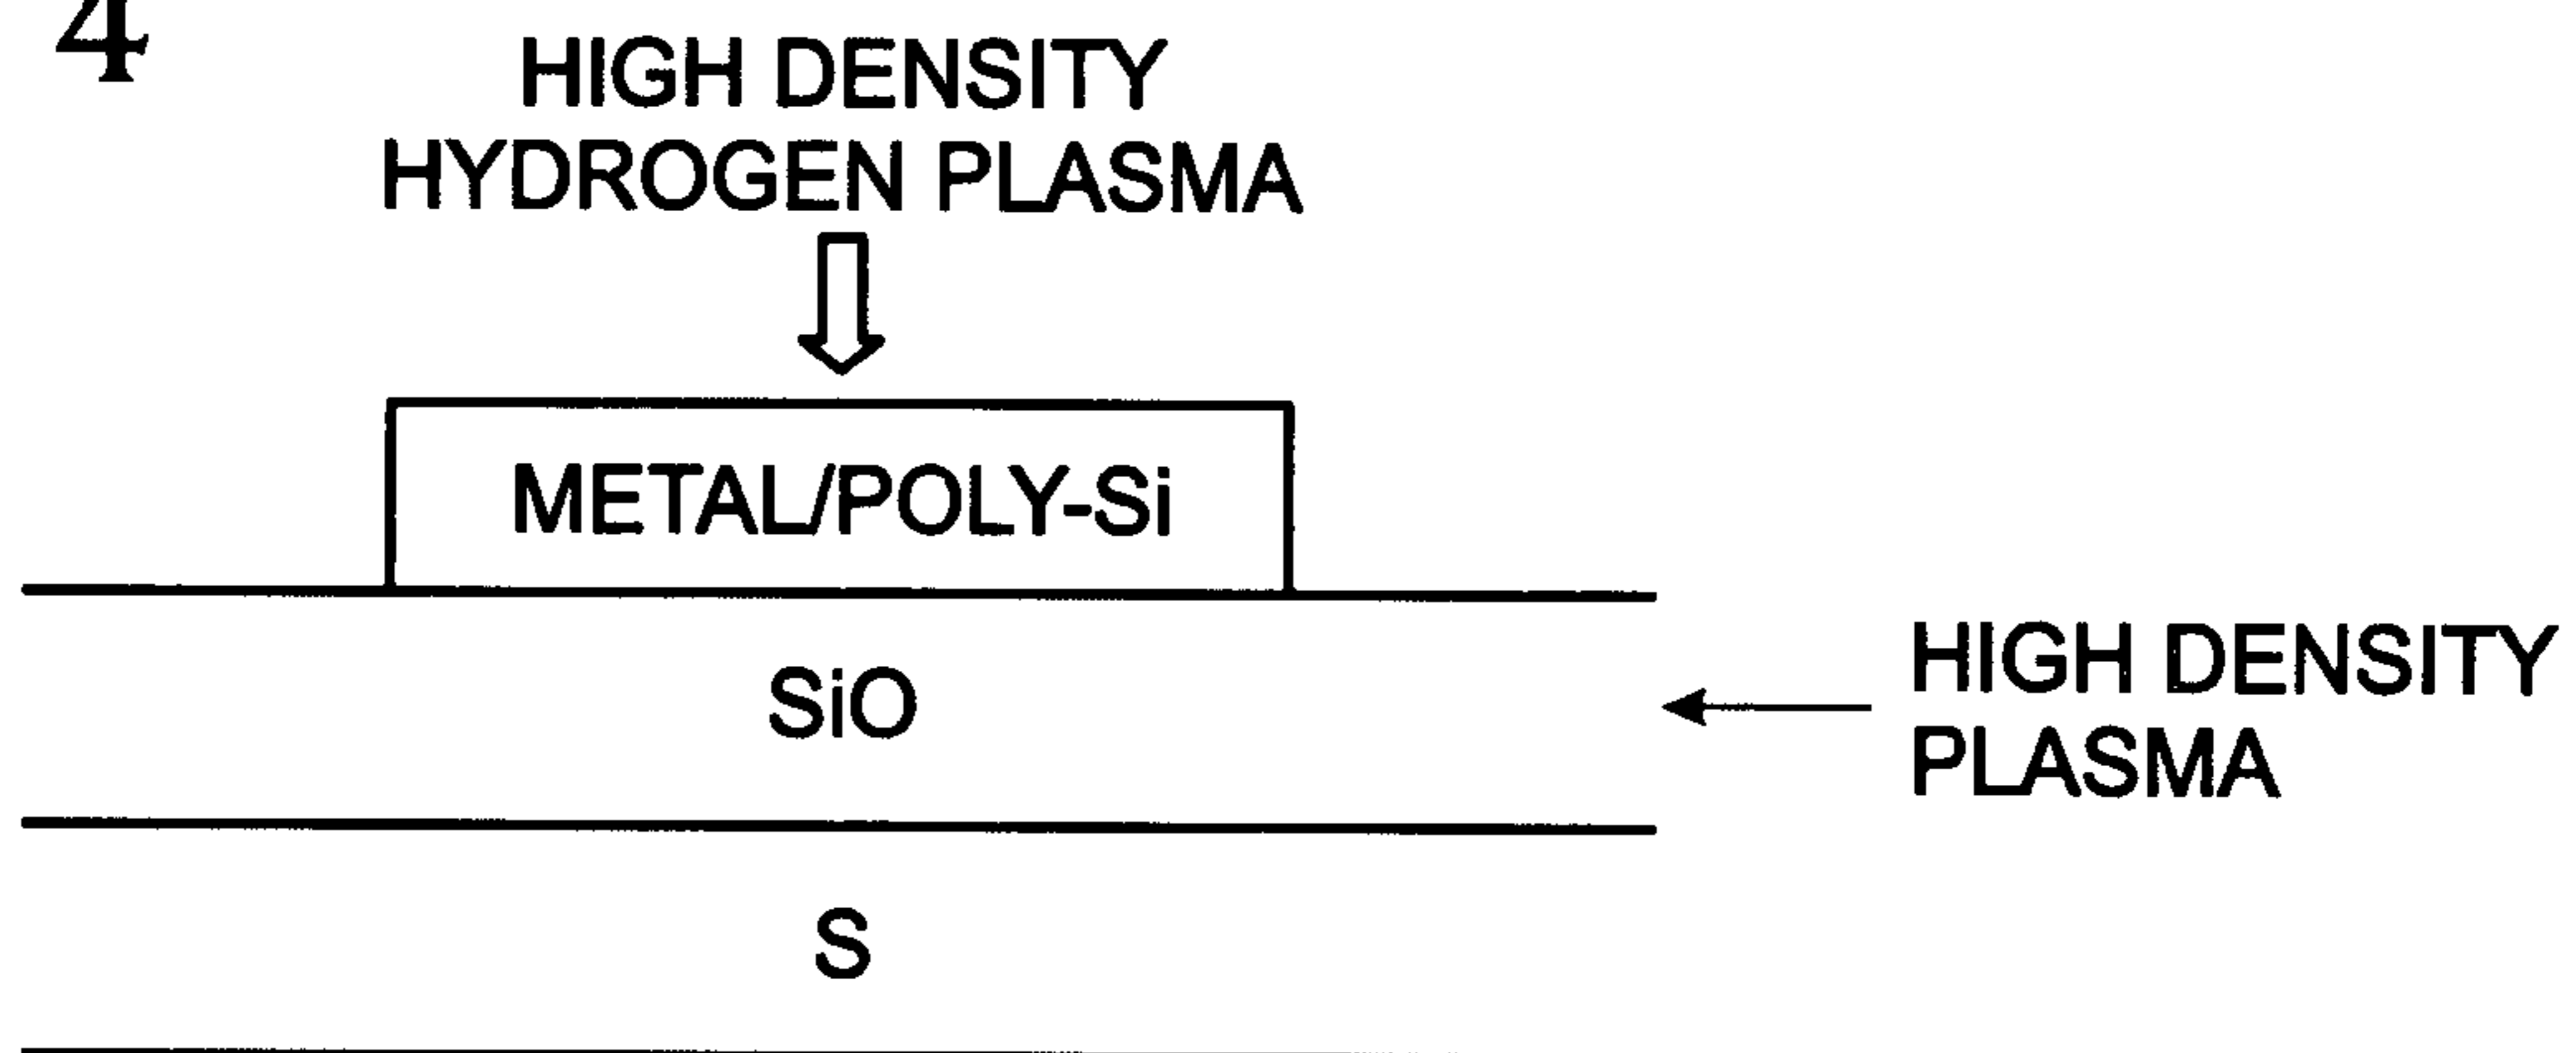 4
HIGH DENSITY
HYDROGEN PLASMA
METAL/POLY-Si
SiO
HIGH DENSITY
PLASMA
S